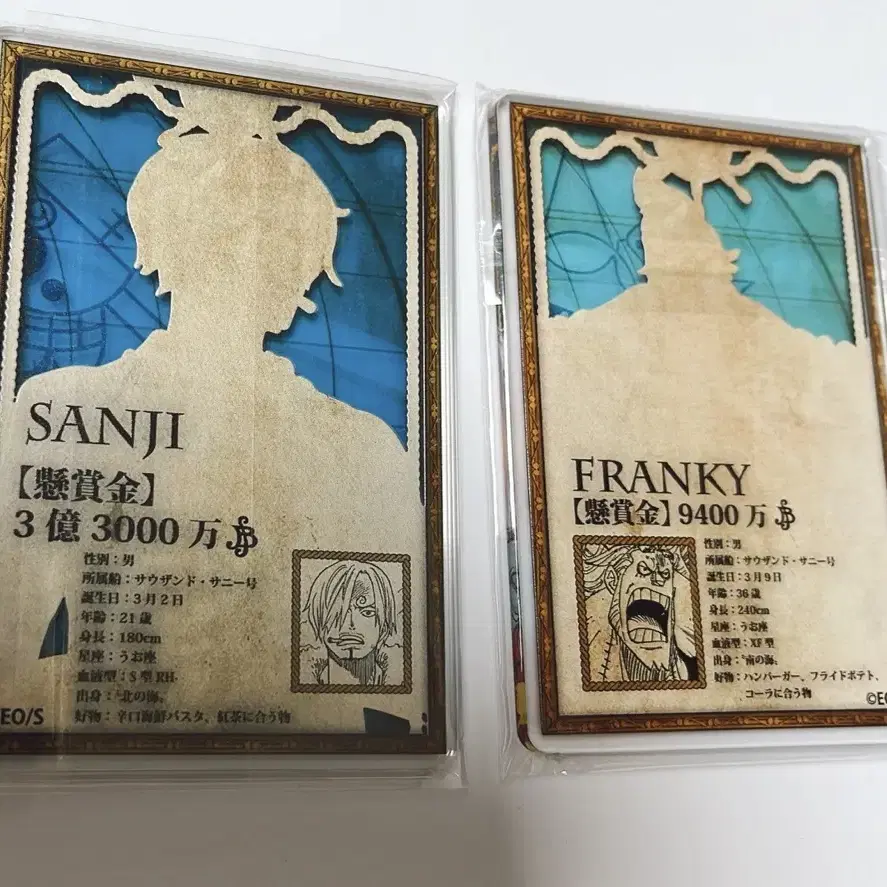 SANJI
【懸賞金】
3億3000万
性別：男
所属船：サウザンド・サニー号
誕生日：3月2日
年齢：21歳
身長：180cm
星座：うお座
血液型：S型RH-
出身："北の海"
好物：辛口海鮮パスタ、紅茶に合う物
EO/S
FRANKY
【懸賞金】9400万
性別：男
所属船：サウザンド・サニー号
誕生日：3月9日
年齢：36歳
身長：240cm
星座：うお座
血液型：XF型
出身："南の海"
好物：ハンバーガー、フライドポテト、
コーラに合う物
©E